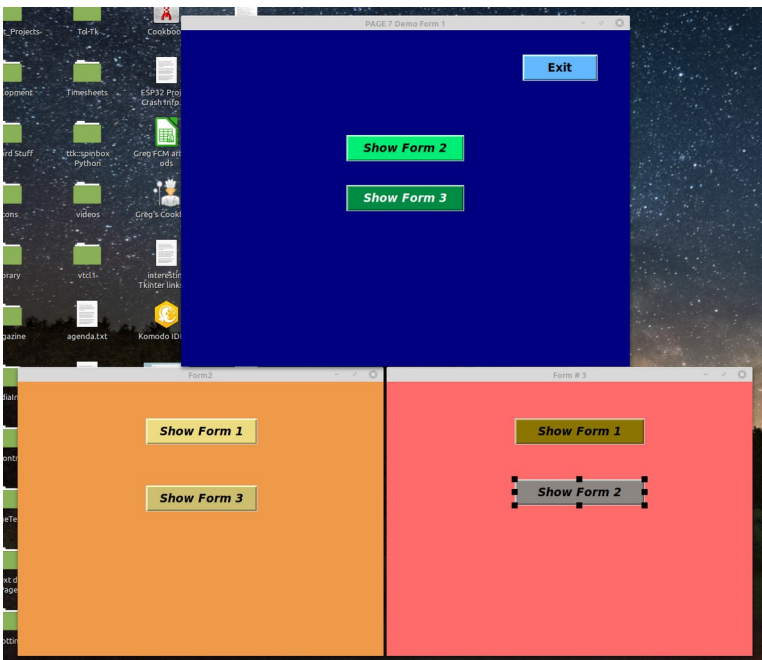 t_Projects
Tcl-Tk
Cookboo
PAGE 7 Demo Form 1
Exit
opment
Timesheets
ESP32 Proj
Crash Info.
Show Form 2
ord Stuff
ttk::spinbox
Python
Greg FCM art
ods
Show Form 3
cons
videos
Greg's Cookl
brary
vtcl1-
interestin
Tkinter link
gazine
agenda.txt
Komodo IDI
Form2
Form # 3
Show Form 1
Show Form 1
Show Form 3
Show Form 2